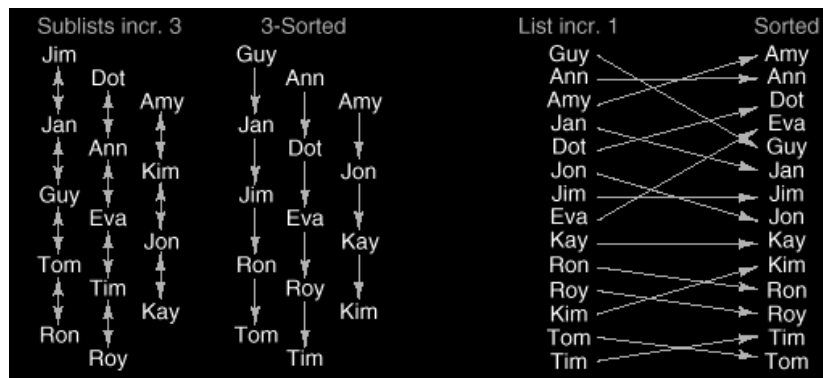 Sublists incr. 3
Jim
Dot
Amy
Jan
Ann
Kim
Guy
Eva
Jon
Tom
Tim
Kay
Ron
Roy
3-Sorted
Guy
Ann
Amy
Jan
Dot
Jon
Jim
Eva
Kay
Ron
Roy
Kim
Tom
Tim
List incr. 1
Guy
Ann
Amy
Jan
Dot
Jon
Jim
Eva
Kay
Ron
Roy
Kim
Tom
Tim
Sorted
Amy
Ann
Dot
Eva
Guy
Jan
Jim
Jon
Kay
Kim
Ron
Roy
Tim
Tom